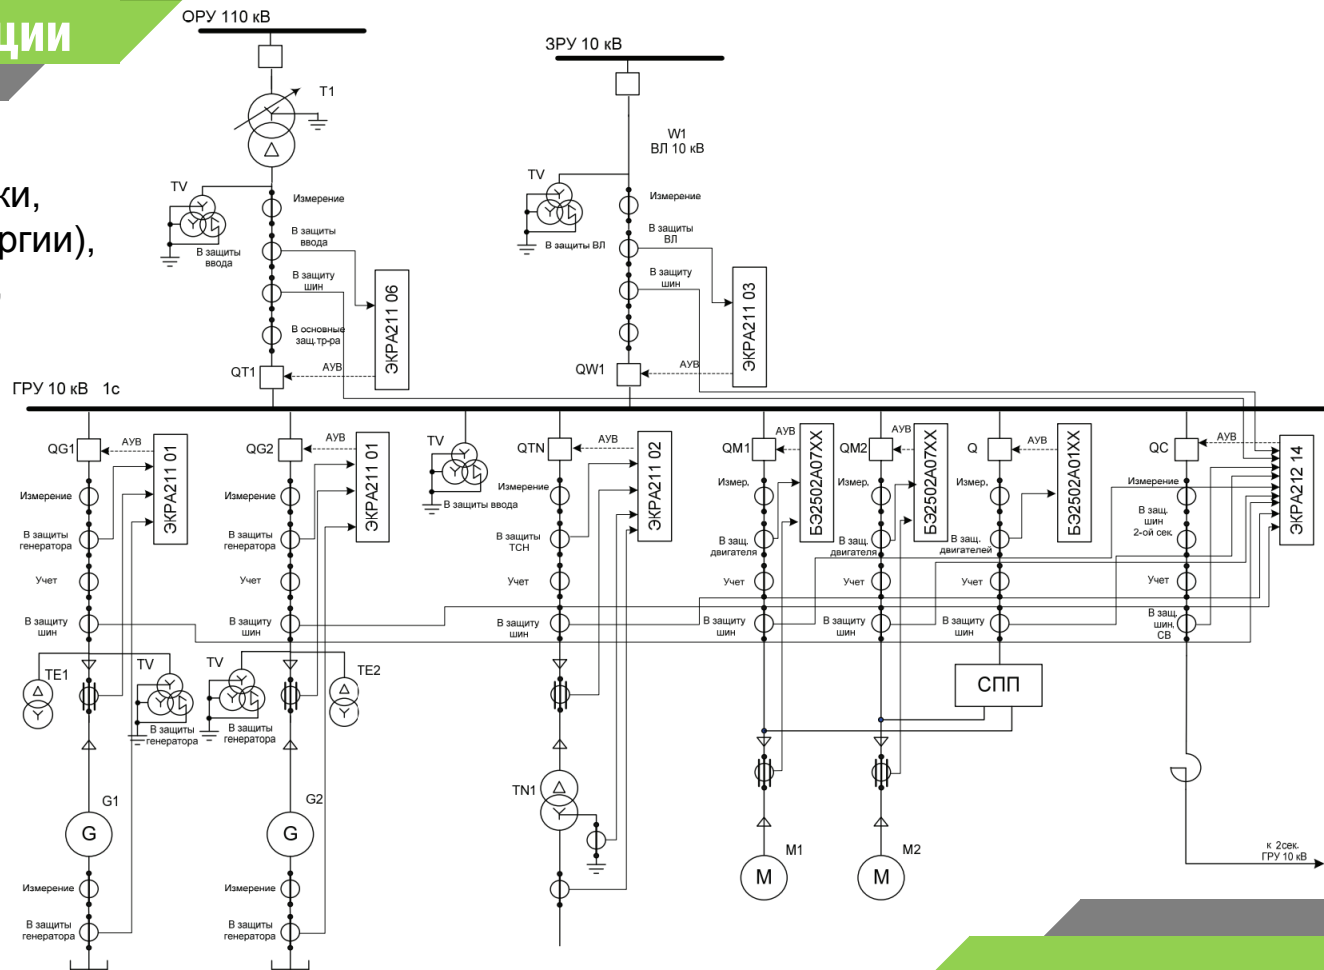 ции
ки,
ргии),
ОРУ 110 кВ
T1
TV
Измерение
В защиты
ввода
В защиты
ввода
В защиту
шин
В основные
защ.тр-ра
ЭКРА211 06
QT1
АУВ
ЗРУ 10 кВ
W1
ВЛ 10 кВ
TV
Измерение
В защиты
ВЛ
В защиты ВЛ
В защиту
шин
ЭКРА211 03
QW1
АУВ
ГРУ 10 кВ 1с
QG1
АУВ
ЭКРА211 01
Измерение
В защиты
генератора
Учет
В защиту
шин
TE1
TV
В защиты
генератора
G1
G
Измерение
В защиты
генератора
QG2
АУВ
ЭКРА211 01
Измерение
В защиты
генератора
Учет
В защиту
шин
TV
TE2
В защиты
генератора
G2
G
Измерение
В защиты
генератора
TV
В защиты ввода
QTN
АУВ
ЭКРА211 02
Измерение
В защиты
ТСН
Учет
В защиту
шин
TN1
QM1
АУВ
БЭ2502А07XX
Измер.
В защ.
двигателя
Учет
В защиту
шин
M1
M
QM2
АУВ
БЭ2502А07XX
Измер.
В защ.
двигателя
Учет
В защиту
шин
M2
M
Q
АУВ
БЭ2502А01XX
Измер.
В защ.
двигателей
Учет
В защиту
шин
СПП
QC
АУВ
ЭКРА212 14
Измерение
В защ.
шин
2-ой сек.
Учет
В защ.
шин,
СВ
к 2сек.
ГРУ 10 кВ